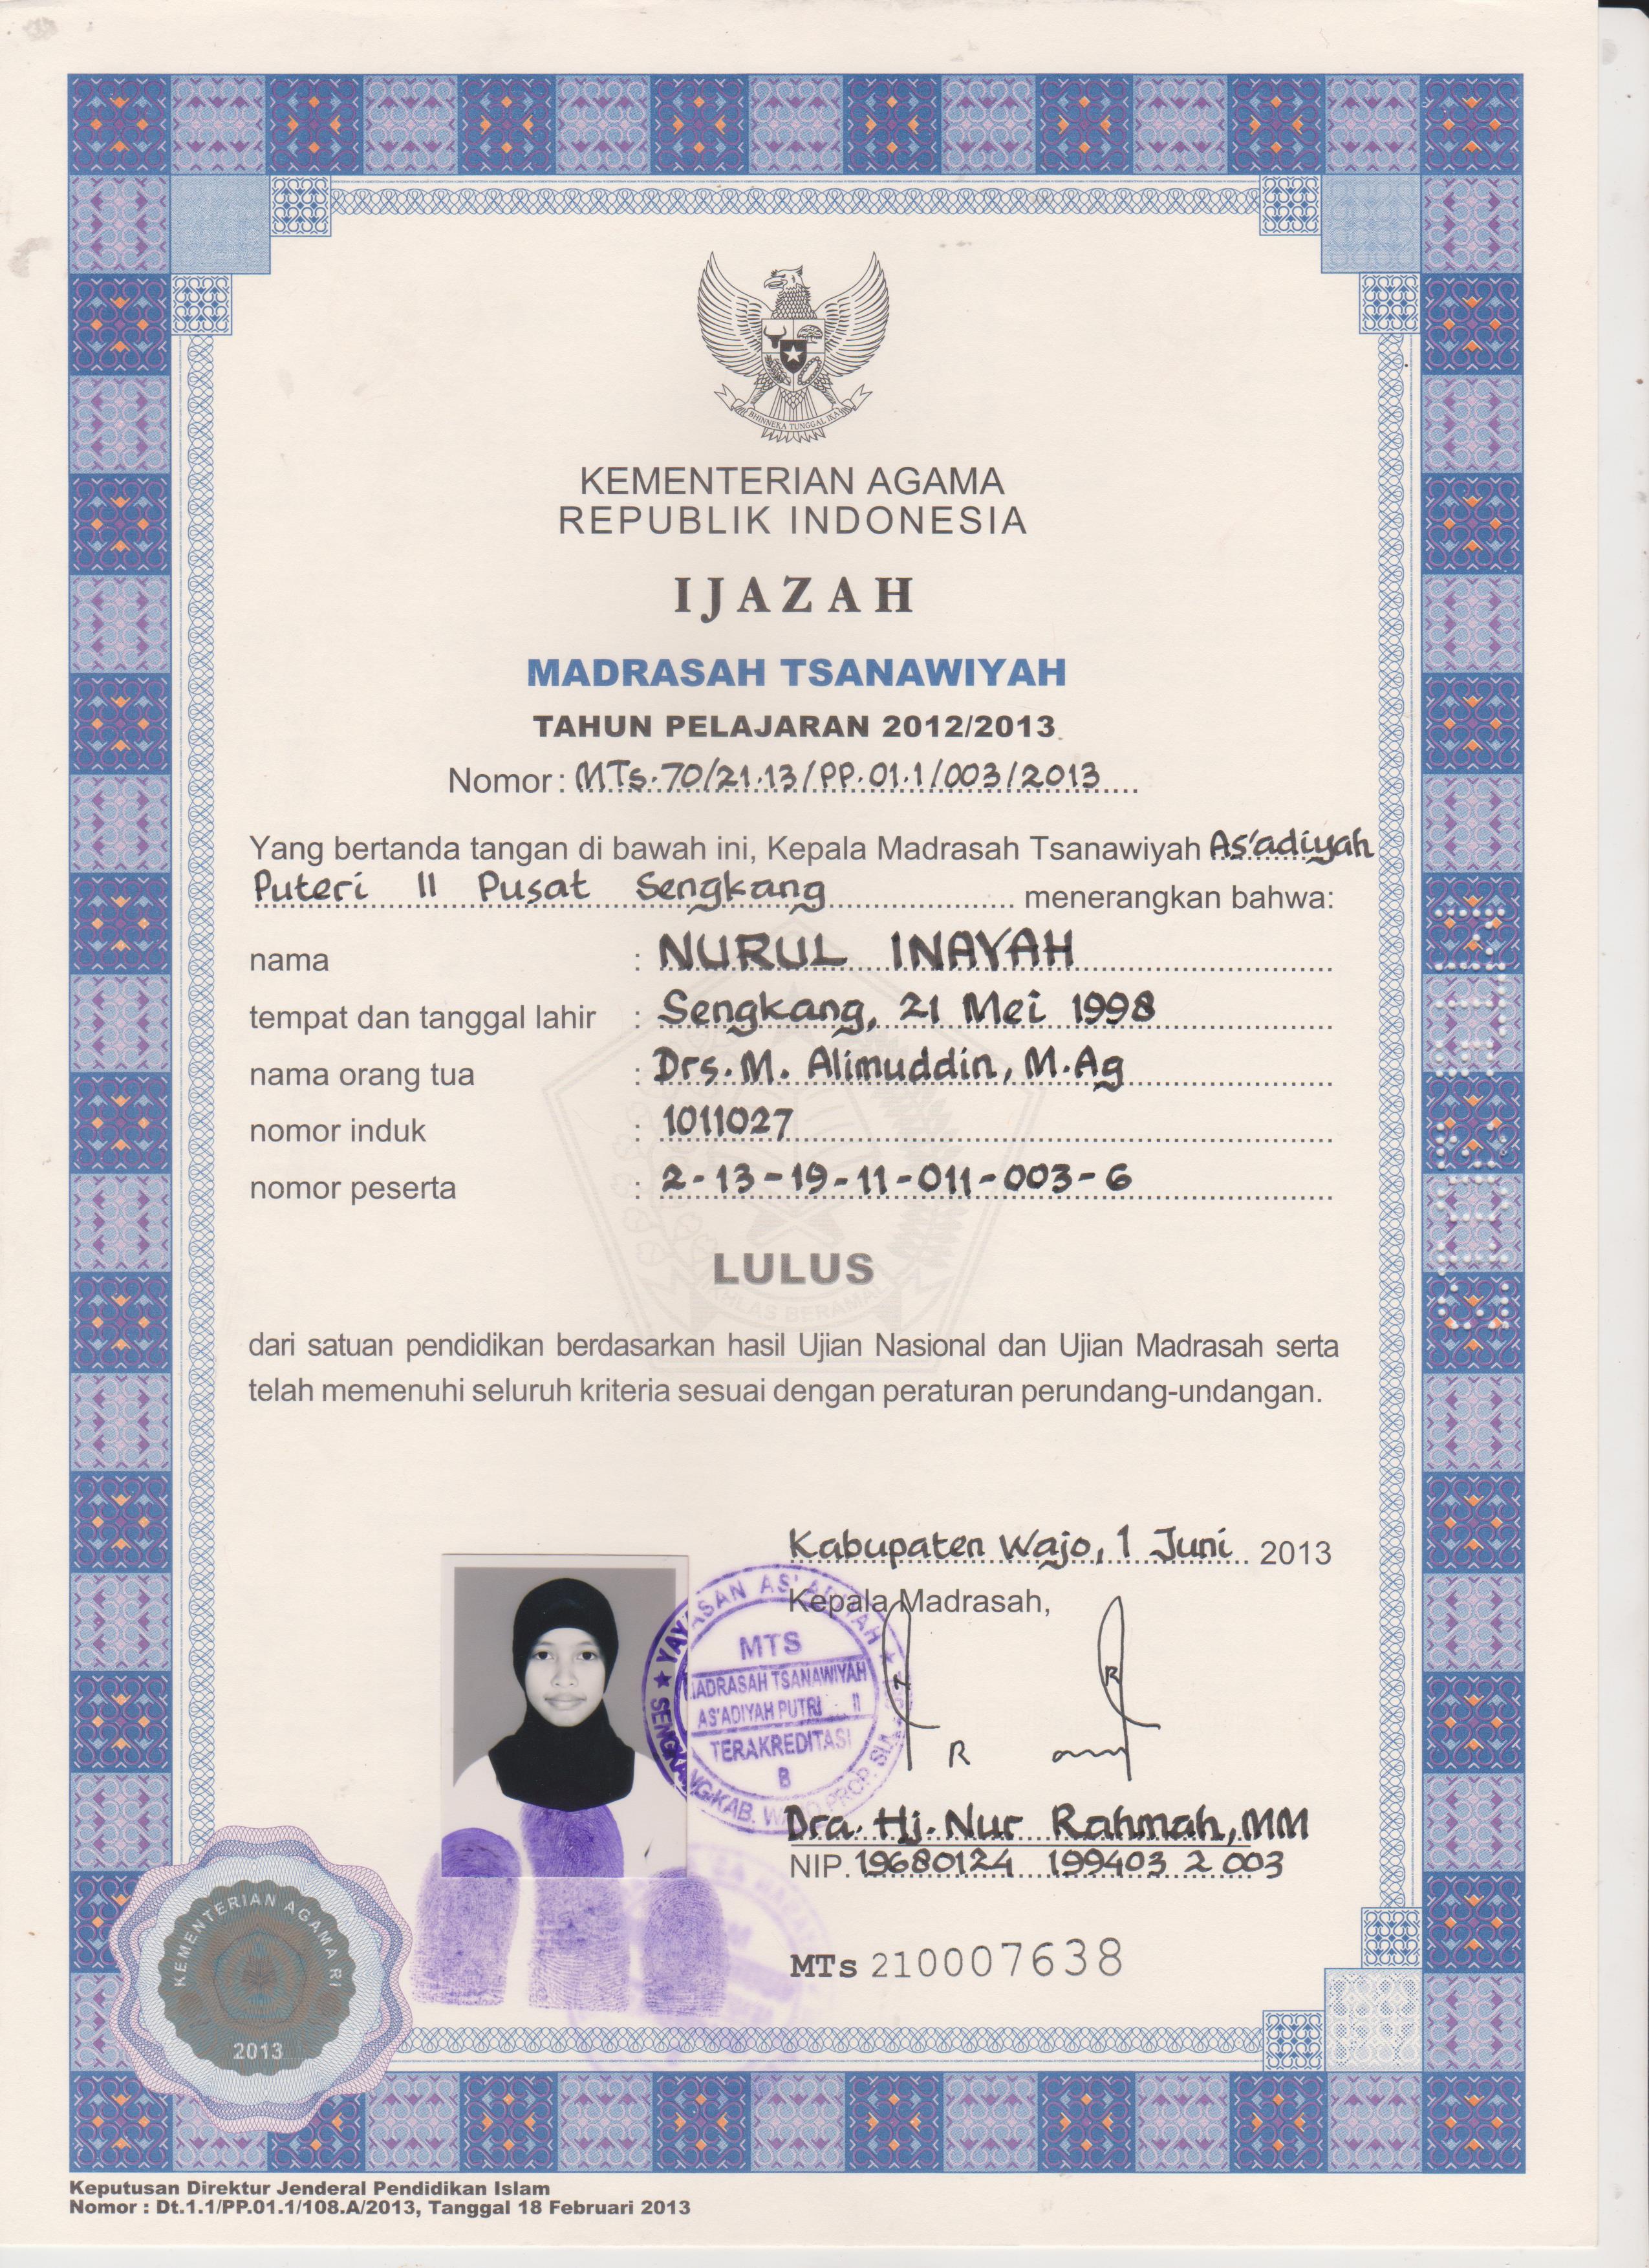 BHINNEKA TUNGGAL IKA
KEMENTERIAN AGAMA
REPUBLIK INDONESIA
IJAZAH
MADRASAH TSANAWIYAH
TAHUN PELAJARAN 2012/2013
Nomor : MTs.70/21.13/PP.01.1/003/2013
Yang bertanda tangan di bawah ini, Kepala Madrasah Tsanawiyah As'adiyah
Puteri II Pusat Sengkang menerangkan bahwa:
nama : NURUL INAYAH
tempat dan tanggal lahir : Sengkang, 21 Mei 1998
nama orang tua : Drs. M. Alimuddin, M.Ag
nomor induk : 1011027
nomor peserta : 2-13-19-11-011-003-6
LULUS
IKHLAS BERAMAL
dari satuan pendidikan berdasarkan hasil Ujian Nasional dan Ujian Madrasah serta
telah memenuhi seluruh kriteria sesuai dengan peraturan perundang-undangan.
Kabupaten Wajo, 1 Juni 2013
Kepala Madrasah,
YAYASAN AS'ADIYAH
MTS
MADRASAH TSANAWIYAH
AS'ADIYAH PUTRI II
TERAKREDITASI
B
SENGKANG KAB. WAJO PROP. SUL
Dra. Hj. Nur Rahmah, MM
NIP. 19680124 199403 2 003
MTs 210007638
KEMENTERIAN AGAMA RI
2013
Keputusan Direktur Jenderal Pendidikan Islam
Nomor : Dt.1.1/PP.01.1/108.A/2013, Tanggal 18 Februari 2013